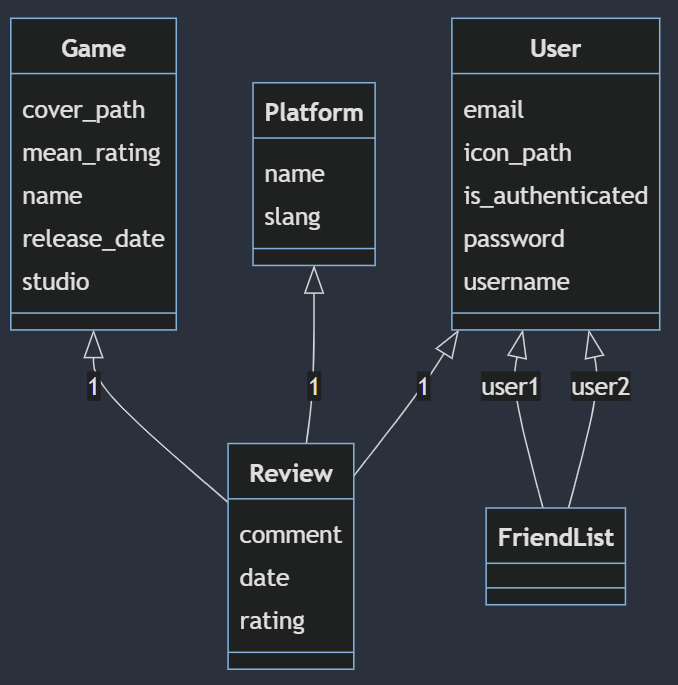 Game
cover_path
mean_rating
name
release_date
studio
Platform
name
slang
User
email
icon_path
is_authenticated
password
username
1
1
1
user1
user2
Review
comment
date
rating
FriendList